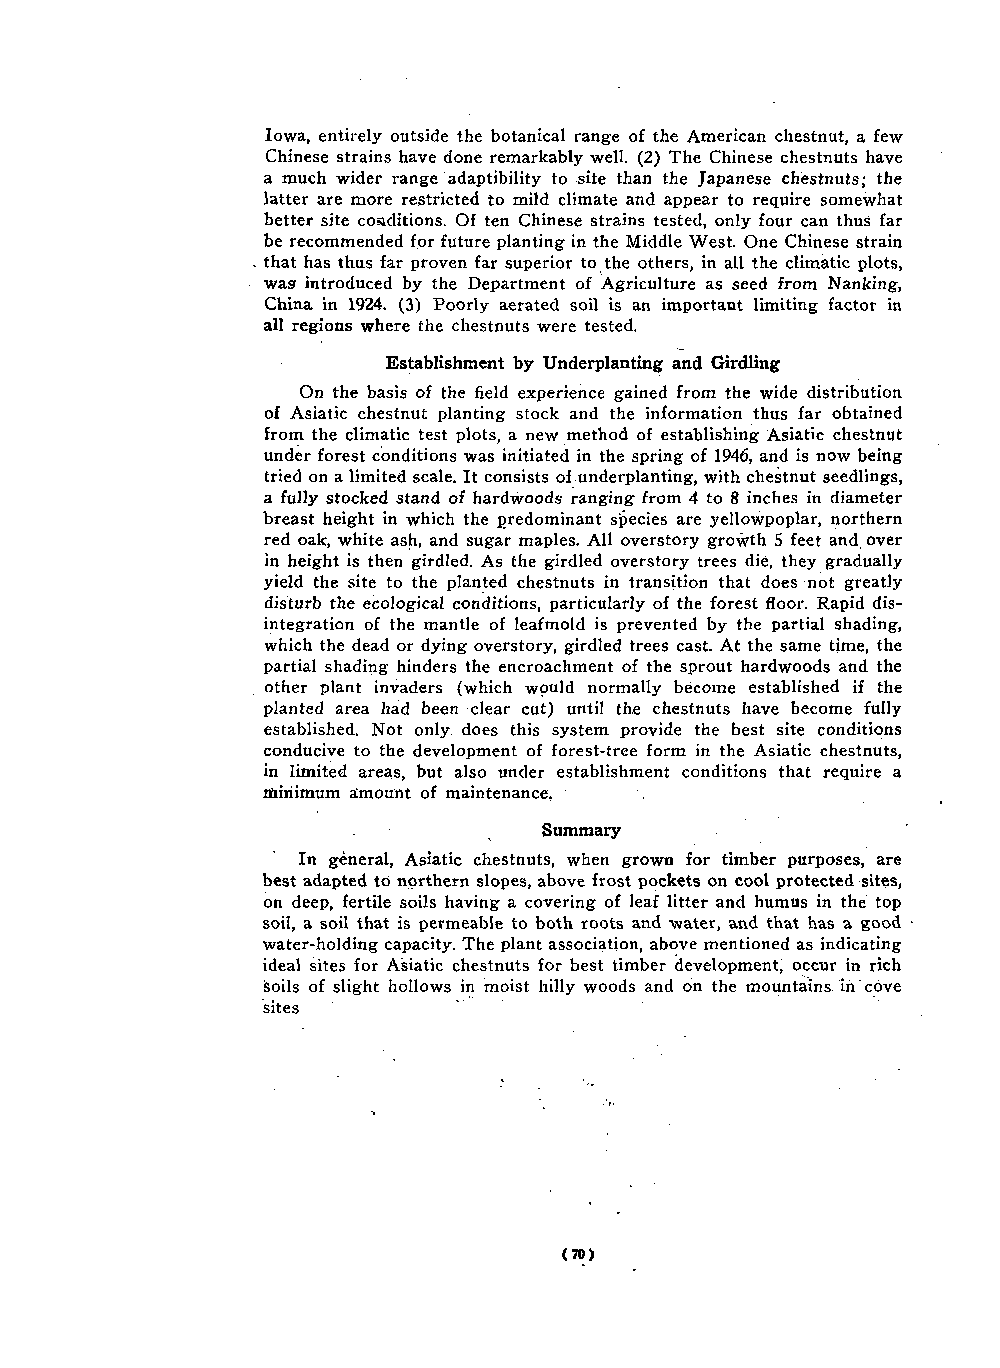 Iowa, entirely outside the botanical range of the American chestnut, a few
Chinese strains have done remarkably well. (2) The Chinese chestnuts have
a much wider range adaptibility to site than the Japanese chestnuts; the
latter are more restricted to mild climate and appear to require somewhat
better site conditions. Of ten Chinese strains tested, only four can thus far
be recommended for future planting in the Middle West. One Chinese strain
that has thus far proven far superior to the others, in all the climatic plots,
was introduced by the Department of Agriculture as seed from Nanking,
China in 1924. (3) Poorly aerated soil is an important limiting factor in
all regions where the chestnuts were tested.
Establishment by Underplanting and Girdling
On the basis of the field experience gained from the wide distribution
of Asiatic chestnut planting stock and the information thus far obtained
from the climatic test plots, a new method of establishing Asiatic chestnut
under forest conditions was initiated in the spring of 1946, and is now being
tried on a limited scale. It consists of underplanting, with chestnut seedlings,
a fully stocked stand of hardwoods ranging from 4 to 8 inches in diameter
breast height in which the predominant species are yellowpoplar, northern
red oak, white ash, and sugar maples. All overstory growth 5 feet and over
in height is then girdled. As the girdled overstory trees die, they gradually
yield the site to the planted chestnuts in transition that does not greatly
disturb the ecological conditions, particularly of the forest floor. Rapid dis-
integration of the mantle of leafmold is prevented by the partial shading,
which the dead or dying overstory, girdled trees cast. At the same time, the
partial shading hinders the encroachment of the sprout hardwoods and the
other plant invaders (which would normally become established if the
planted area had been clear cut) until the chestnuts have become fully
established. Not only does this system provide the best site conditions
conducive to the development of forest-tree form in the Asiatic chestnuts,
in limited areas, but also under establishment conditions that require a
minimum amount of maintenance.
Summary
In general, Asiatic chestnuts, when grown for timber purposes, are
best adapted to northern slopes, above frost pockets on cool protected sites,
on deep, fertile soils having a covering of leaf litter and humus in the top
soil, a soil that is permeable to both roots and water, and that has a good
water-holding capacity. The plant association, above mentioned as indicating
ideal sites for Asiatic chestnuts for best timber development, occur in rich
soils of slight hollows in moist hilly woods and on the mountains in cove
sites
(70)